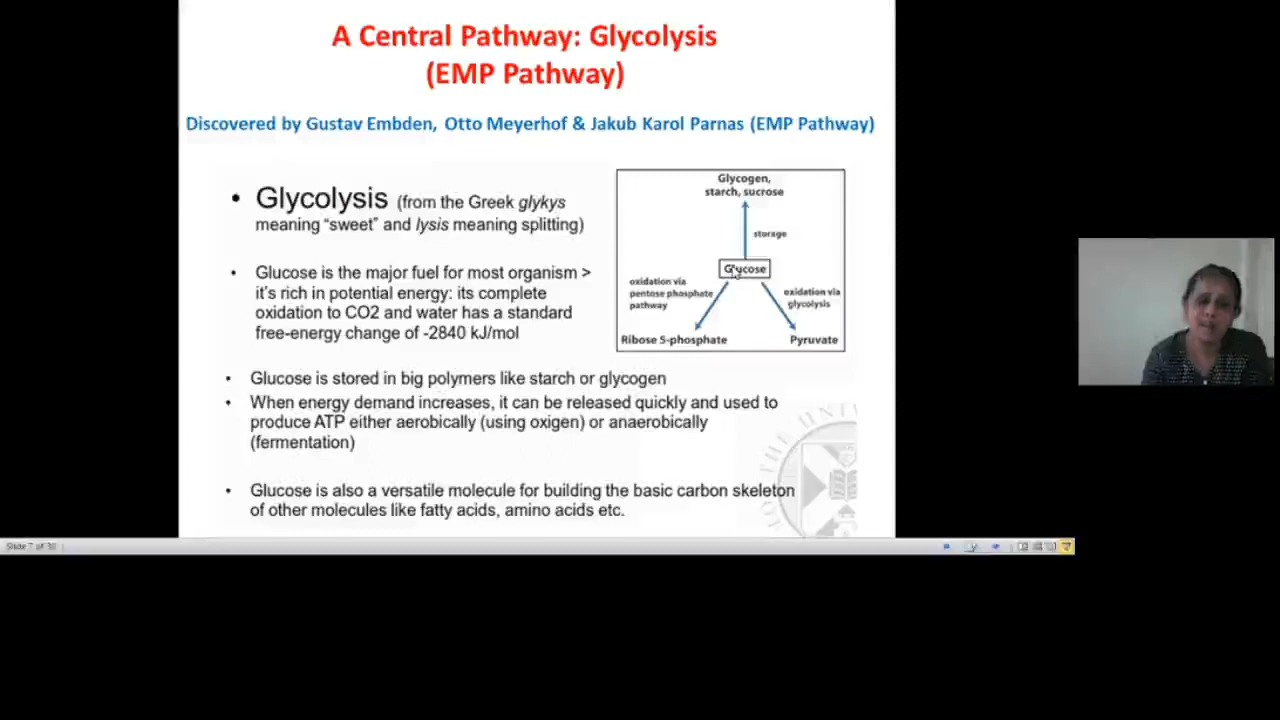 A Central Pathway: Glycolysis
(EMP Pathway)
Discovered by Gustav Embden, Otto Meyerhof & Jakub Karol Parnas (EMP Pathway)
• Glycolysis (from the Greek glykys
meaning “sweet” and lysis meaning splitting)
• Glucose is the major fuel for most organism >
it’s rich in potential energy: its complete
oxidation to CO2 and water has a standard
free-energy change of -2840 kJ/mol
Glycogen,
starch, sucrose
storage
Glucose
oxidation via
pentose phosphate
pathway
oxidation via
glycolysis
Ribose 5-phosphate
Pyruvate
• Glucose is stored in big polymers like starch or glycogen
• When energy demand increases, it can be released quickly and used to
produce ATP either aerobically (using oxigen) or anaerobically
(fermentation)
• Glucose is also a versatile molecule for building the basic carbon skeleton
of other molecules like fatty acids, amino acids etc.
THE UNIV
Slide 7 of 30